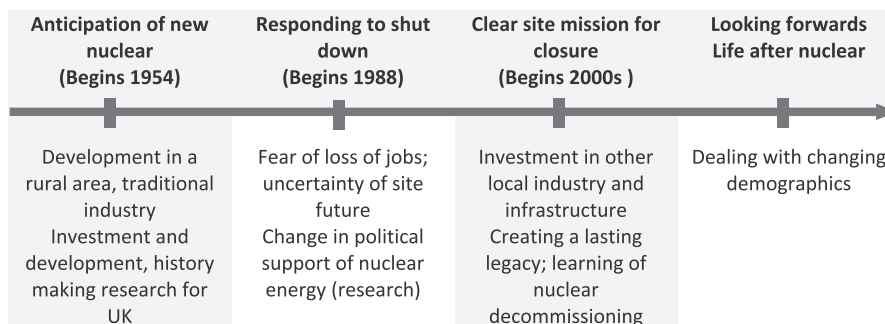 Anticipation of new
nuclear
(Begins 1954)
Responding to shut
down
(Begins 1988)
Clear site mission for
closure
(Begins 2000s )
Looking forwards
Life after nuclear
Development in a
rural area, traditional
industry
Investment and
development, history
making research for
UK
Fear of loss of jobs;
uncertainty of site
future
Change in political
support of nuclear
energy (research)
Investment in other
local industry and
infrastructure
Creating a lasting
legacy; learning of
nuclear
decommissioning
Dealing with changing
demographics